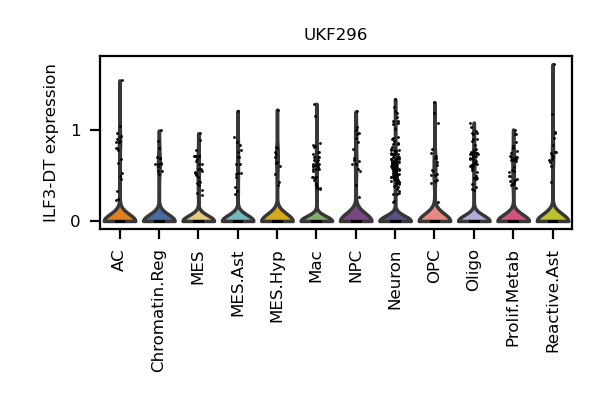 UKF296
ILF3-DT expression
1
0
AC
Chromatin.Reg
MES
MES.Ast
MES.Hyp
Mac
NPC
Neuron
OPC
Oligo
Prolif.Metab
Reactive.Ast